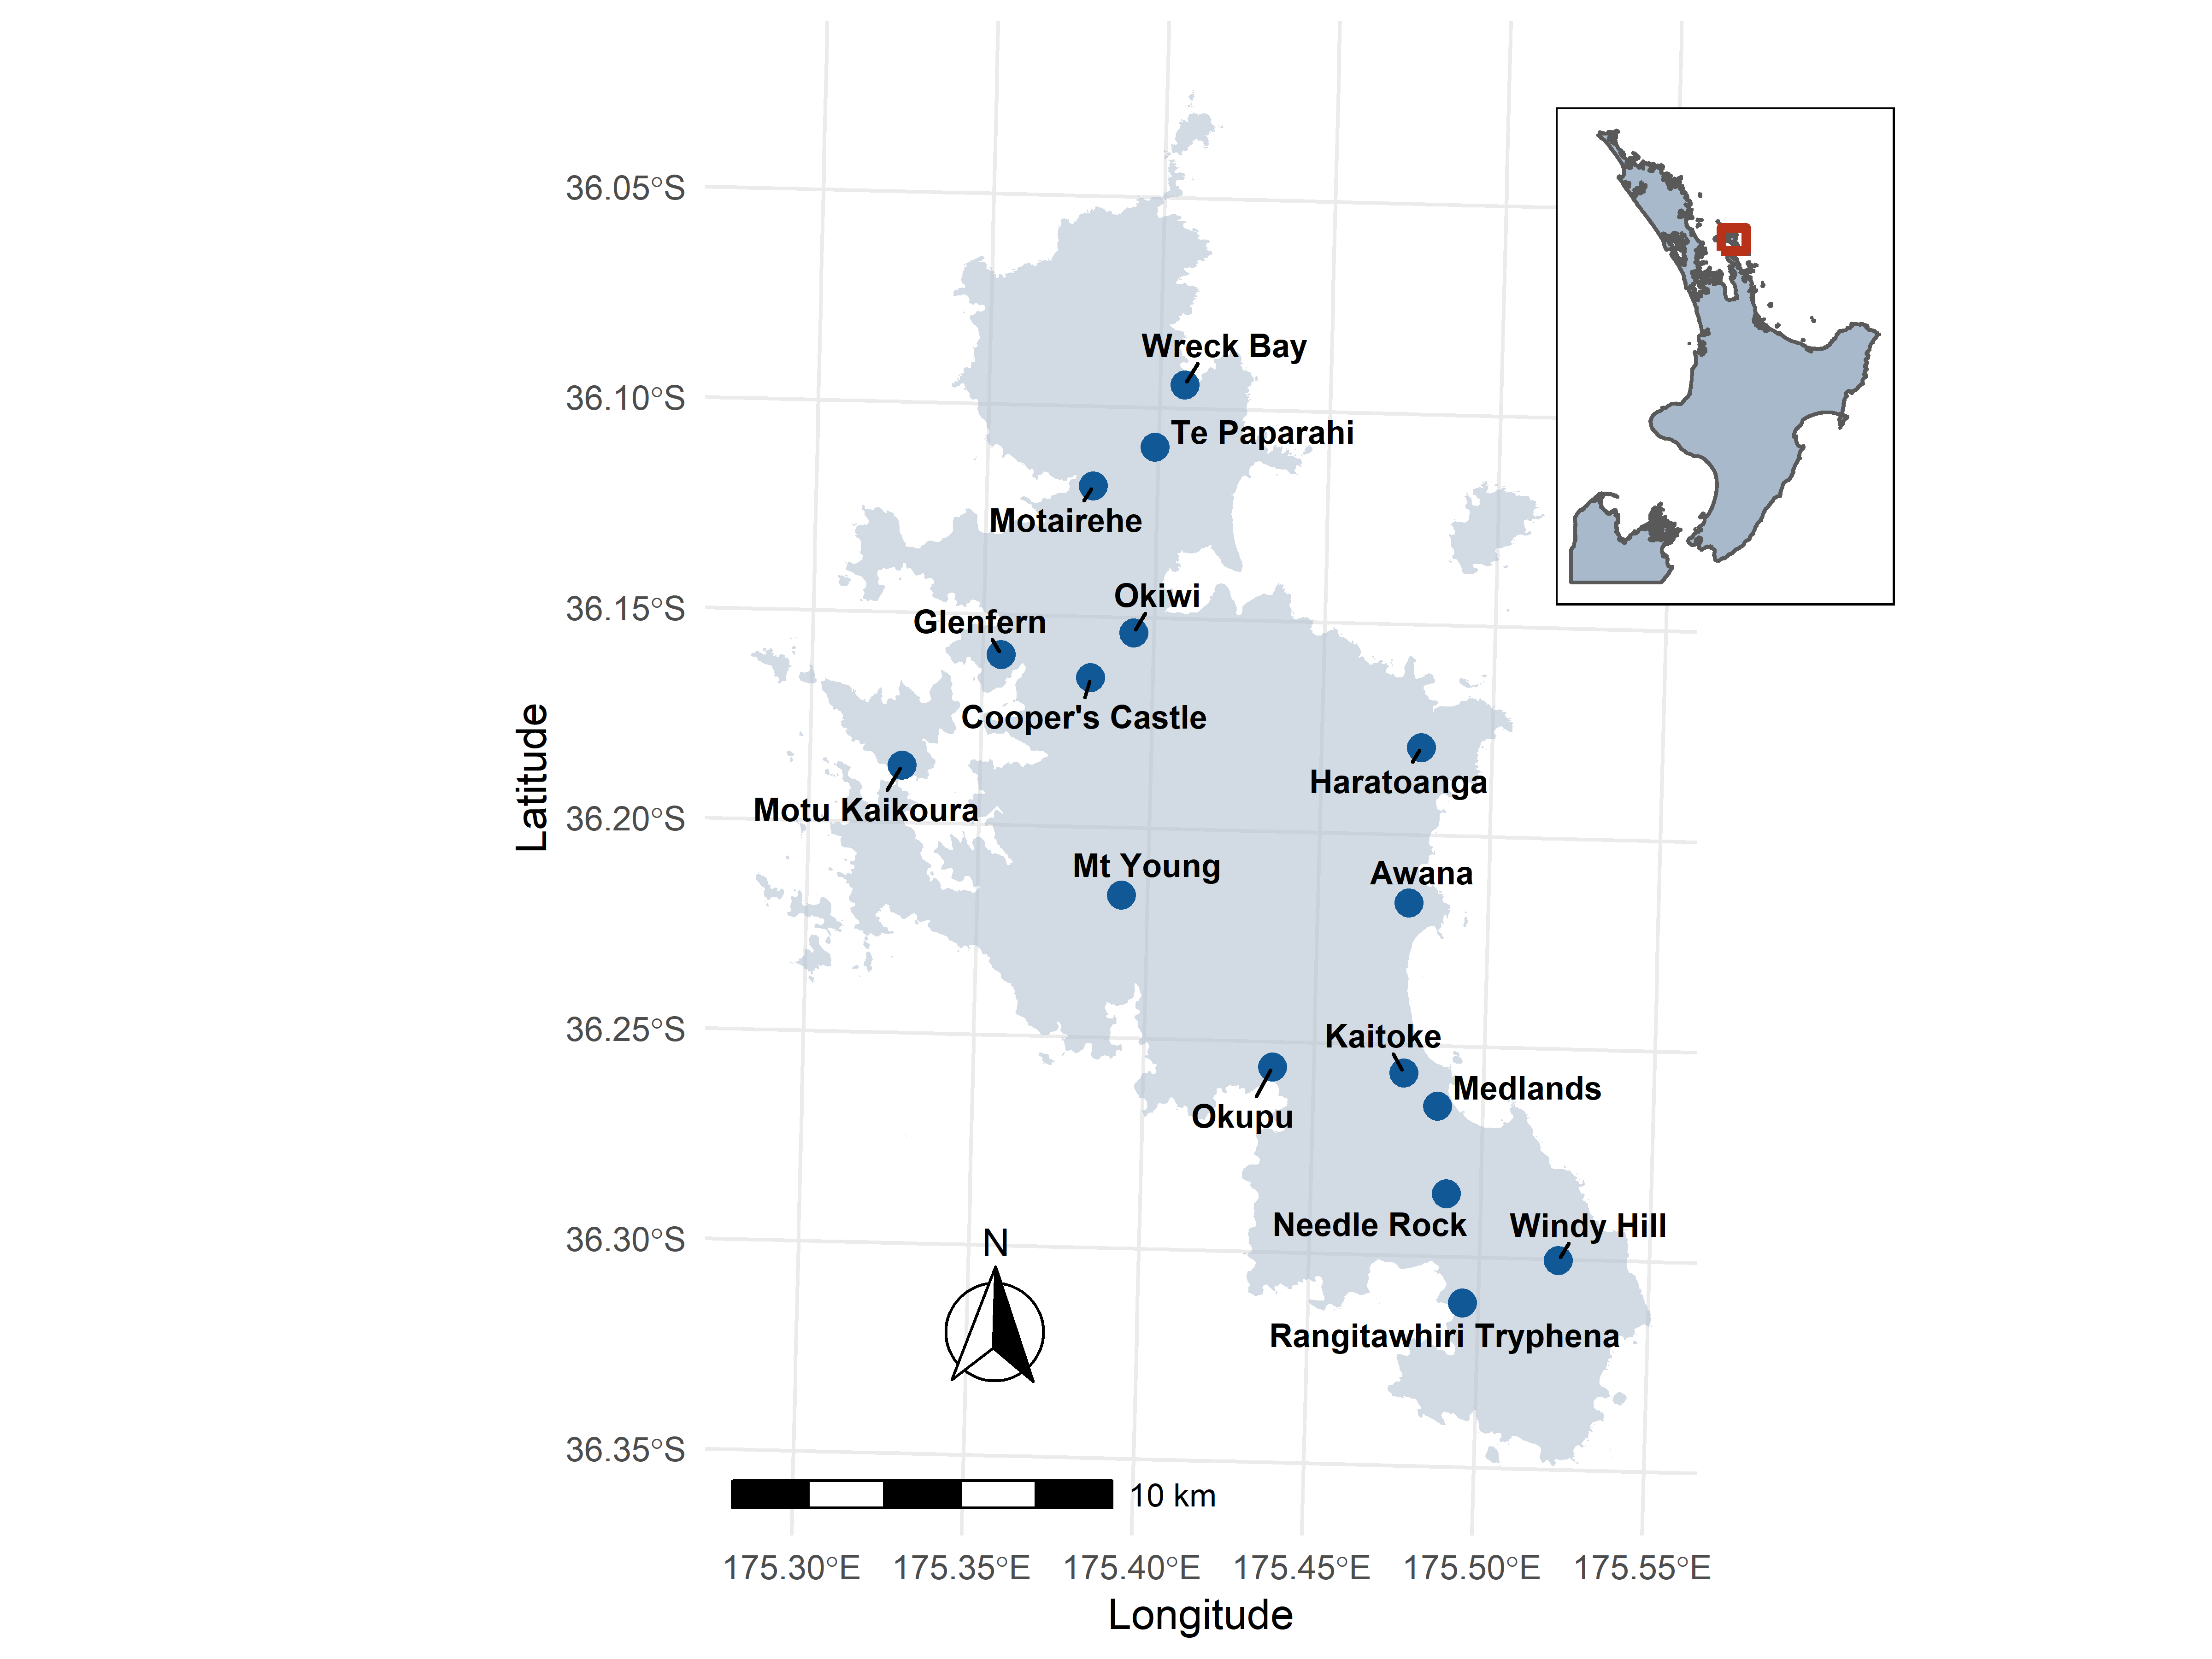 36.05°S
Wreck Bay
36.10°S
Te Paparahi
Motairehe
Okiwi
36.15°S
Glenfern
Cooper's Castle
Haratoanga
Motu Kaikoura
36.20°S
Latitude
Mt Young
Awana
36.25°S
Kaitoke
Medlands
Okupu
Needle Rock
Windy Hill
36.30°S
N
Rangitawhiri Tryphena
36.35°S
10 km
175.30°E
175.35°E
175.40°E
175.45°E
175.50°E
175.55°E
Longitude